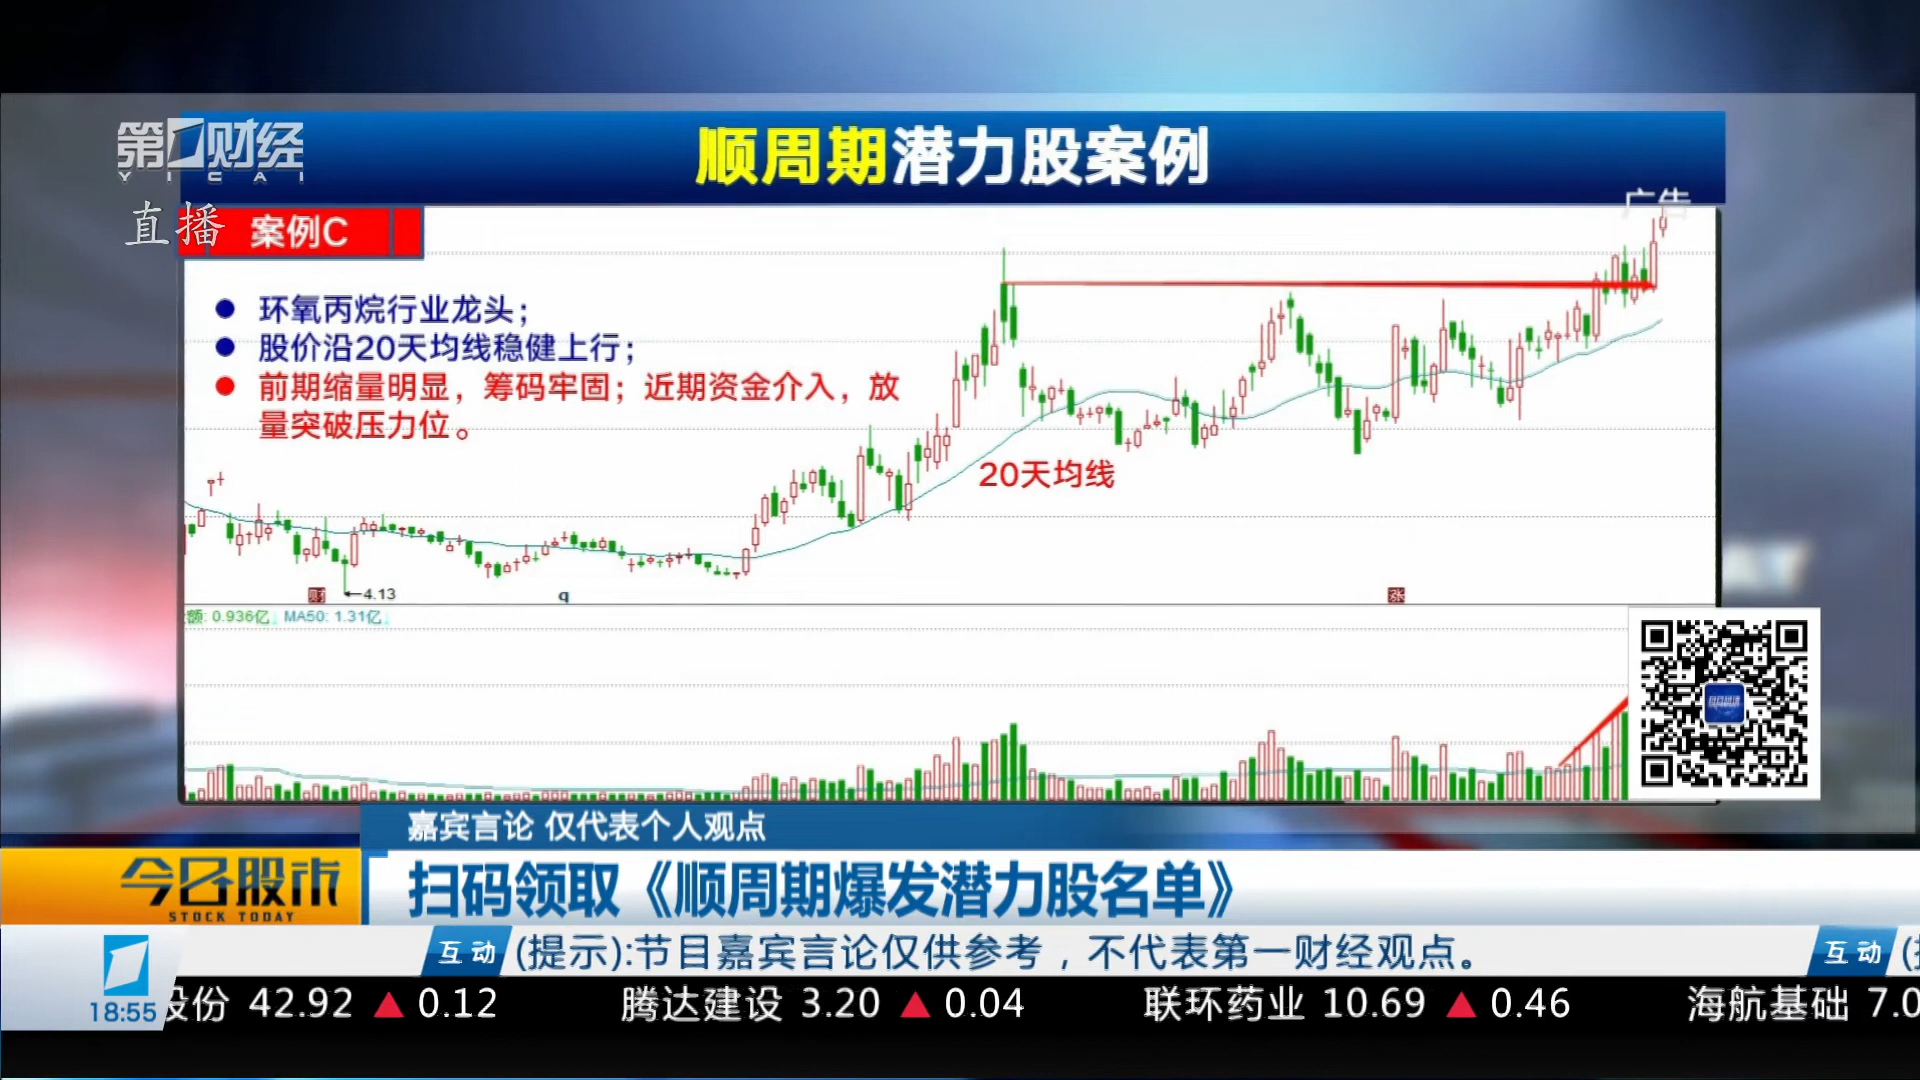 第一财经
YICAI
直播
顺周期潜力股案例
广告
案例C
环氧丙烷行业龙头；
股价沿20天均线稳健上行；
前期缩量明显，筹码牢固；近期资金介入，放
量突破压力位。
20天均线
财
←4.13
q
涨
额: 0.936亿↓ MA50: 1.31亿↓
嘉宾言论 仅代表个人观点
今日股市
STOCK TODAY
扫码领取《顺周期爆发潜力股名单》
互动 (提示):节目嘉宾言论仅供参考，不代表第一财经观点。 互动
18:55
股份 42.92 ▲ 0.12 腾达建设 3.20 ▲ 0.04 联环药业 10.69 ▲ 0.46 海航基础 7.0